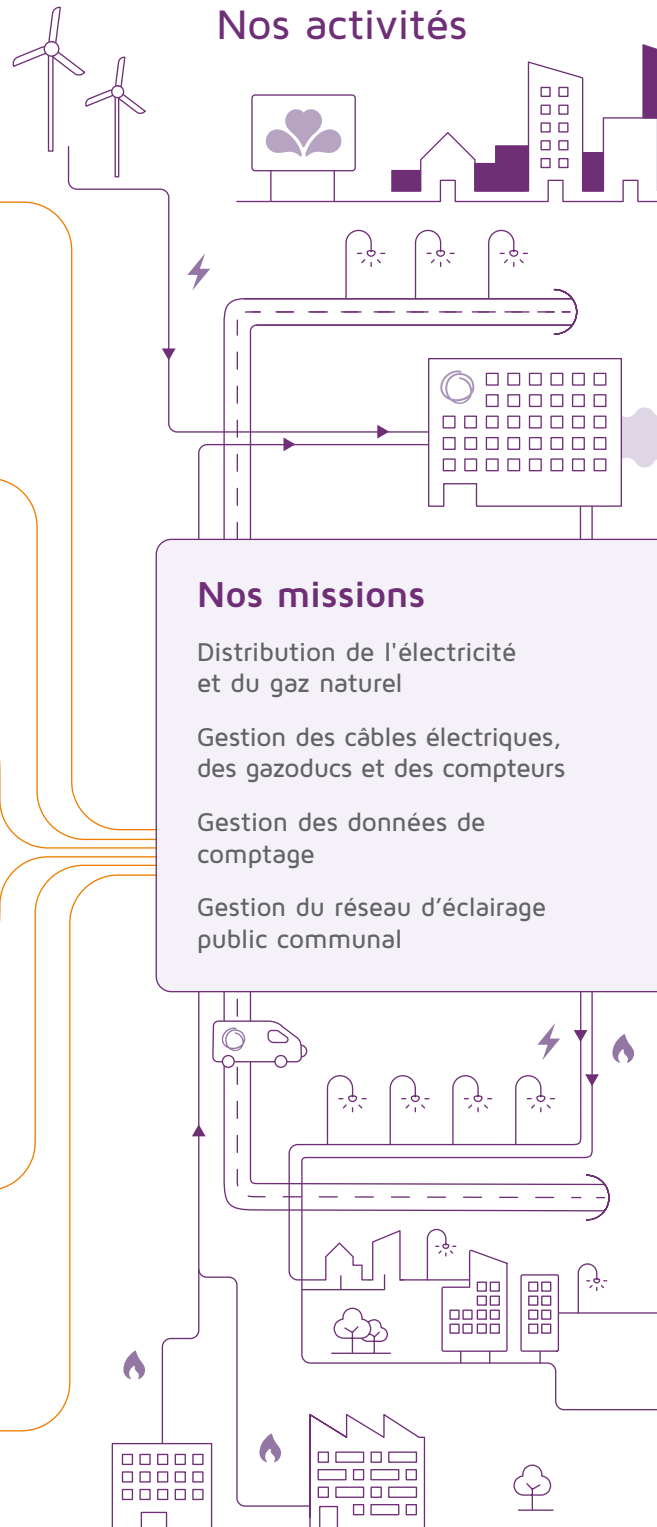 Nos activités
Nos missions
Distribution de l'électricité
et du gaz naturel
Gestion des câbles électriques,
des gazoducs et des compteurs
Gestion des données de
comptage
Gestion du réseau d’éclairage
public communal